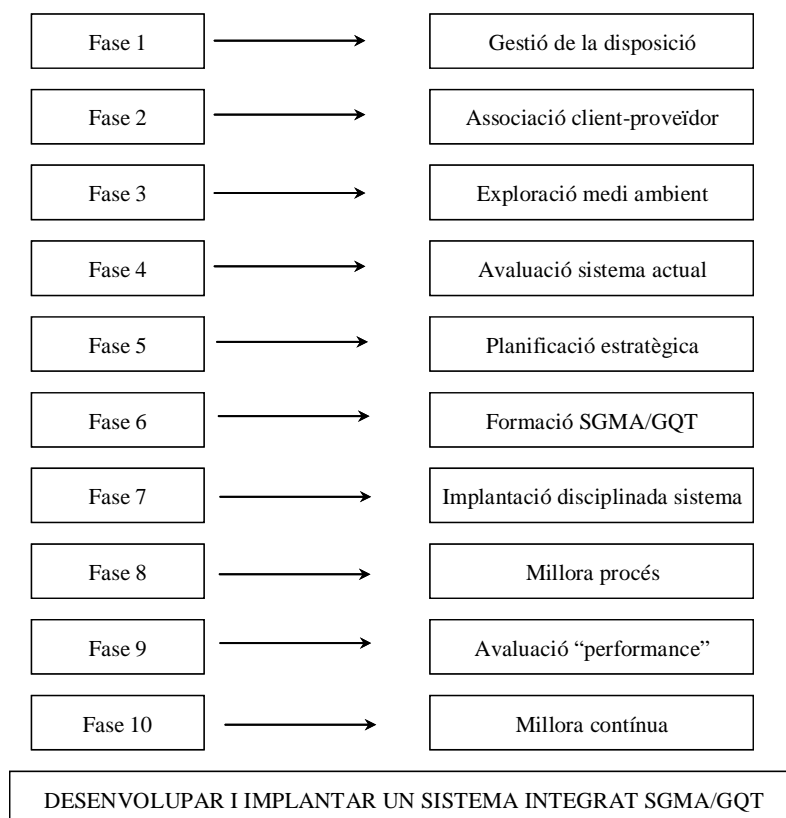 Fase 1 Gestió de la disposició
Fase 2 Associació client-proveïdor
Fase 3 Exploració medi ambient
Fase 4 Avaluació sistema actual
Fase 5 Planificació estratègica
Fase 6 Formació SGMA/GQT
Fase 7 Implantació disciplinada sistema
Fase 8 Millora procés
Fase 9 Avaluació “performance”
Fase 10 Millora contínua
DESENVOLUPAR I IMPLANTAR UN SISTEMA INTEGRAT SGMA/GQT